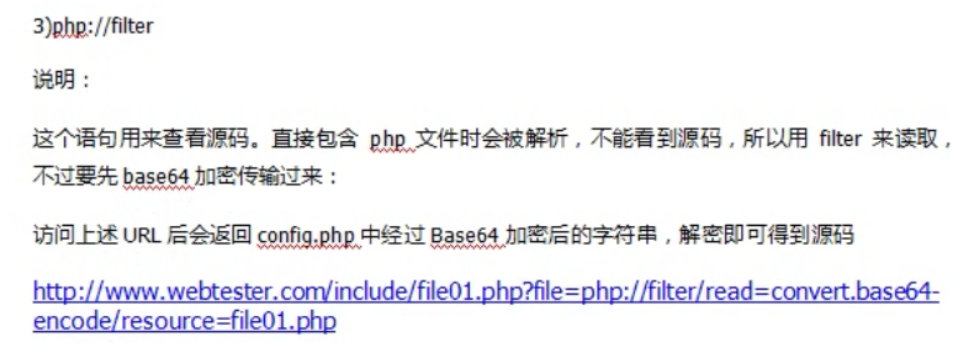 3)php://filter
说明：
这个语句用来查看源码。直接包含 php 文件时会被解析，不能看到源码，所以用 filter 来读取，
不过要先 base64 加密传输过来：
访问上述 URL 后会返回 config.php 中经过 Base64 加密后的字符串，解密即可得到源码
http://www.webtester.com/include/file01.php?file=php://filter/read=convert.base64-
encode/resource=file01.php